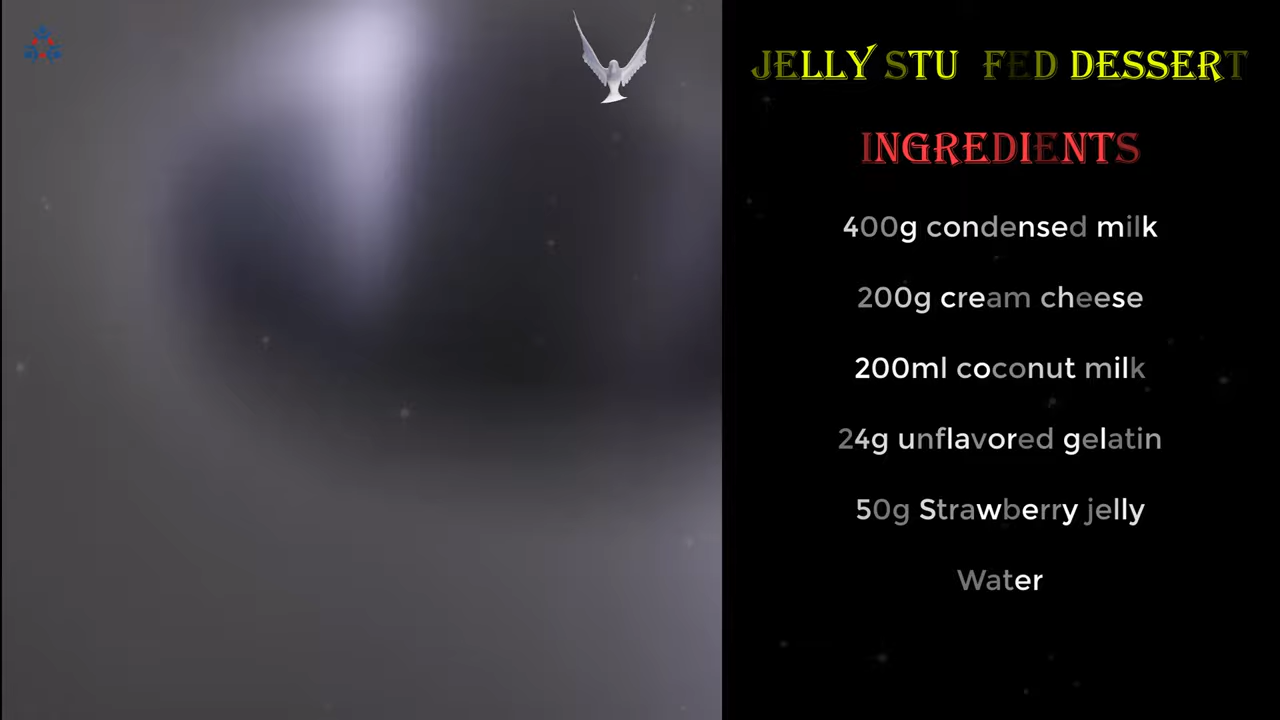 JELLY STU FED DESSERT
INGREDIENTS
400g condensed milk
200g cream cheese
200ml coconut milk
24g unflavored gelatin
50g Strawberry jelly
Water